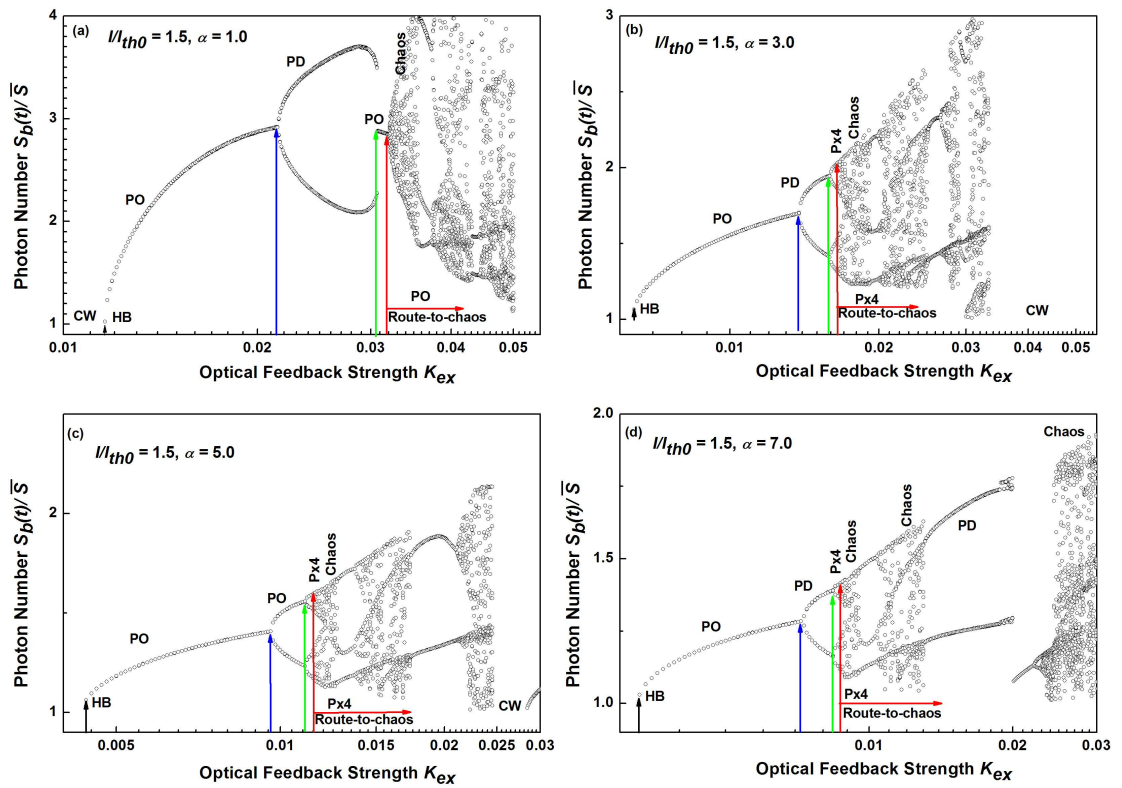 (a)
I/Ith0 = 1.5, α = 1.0
Photon Number Sb(t)/S̅
4
3
2
1
CW
HB
PO
PD
PO
Chaos
PO
Route-to-chaos
0.01
0.02
0.03
0.04
0.05
Optical Feedback Strength Kex
(b)
I/Ith0 = 1.5, α = 3.0
Photon Number Sb(t)/S̅
3
2
1
HB
PO
PD
Px4
Chaos
Px4
Route-to-chaos
CW
0.01
0.02
0.03
0.04
0.05
Optical Feedback Strength Kex
(c)
I/Ith0 = 1.5, α = 5.0
Photon Number Sb(t)/S̅
2
1
HB
PO
PO
Px4
Chaos
Px4
Route-to-chaos
CW
0.005
0.01
0.015
0.02
0.025
0.03
Optical Feedback Strength Kex
(d)
I/Ith0 = 1.5, α = 7.0
Photon Number Sb(t)/S̅
2.0
1.5
1.0
HB
PO
PD
Px4
Chaos
Chaos
PD
Chaos
Px4
Route-to-chaos
0.01
0.02
0.03
Optical Feedback Strength Kex